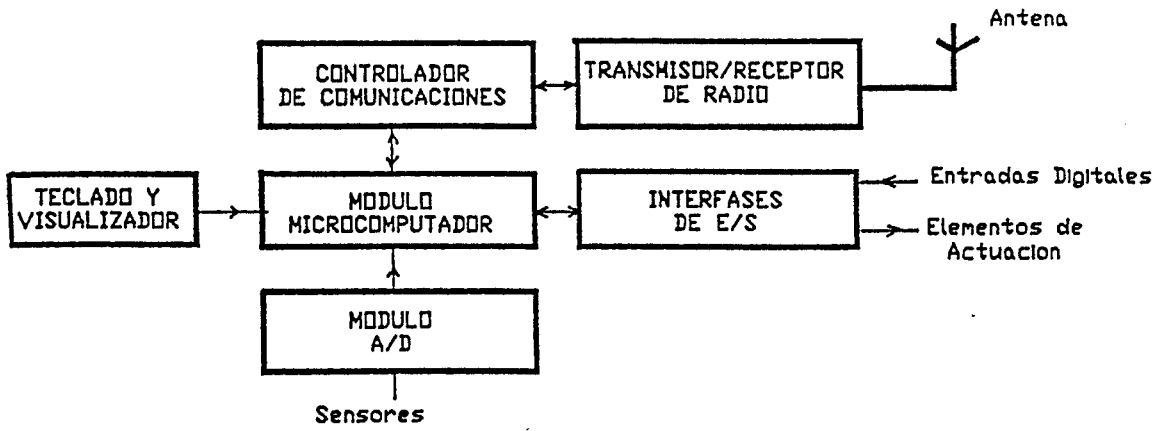 Antena
CONTROLADOR
DE COMUNICACIONES
TRANSMISOR/RECEPTOR
DE RADIO
TECLADO Y
VISUALIZADOR
MODULO
MICROCOMPUTADOR
INTERFASES
DE E/S
Entradas Digitales
Elementos de
Actuacion
MODULO
A/D
Sensores